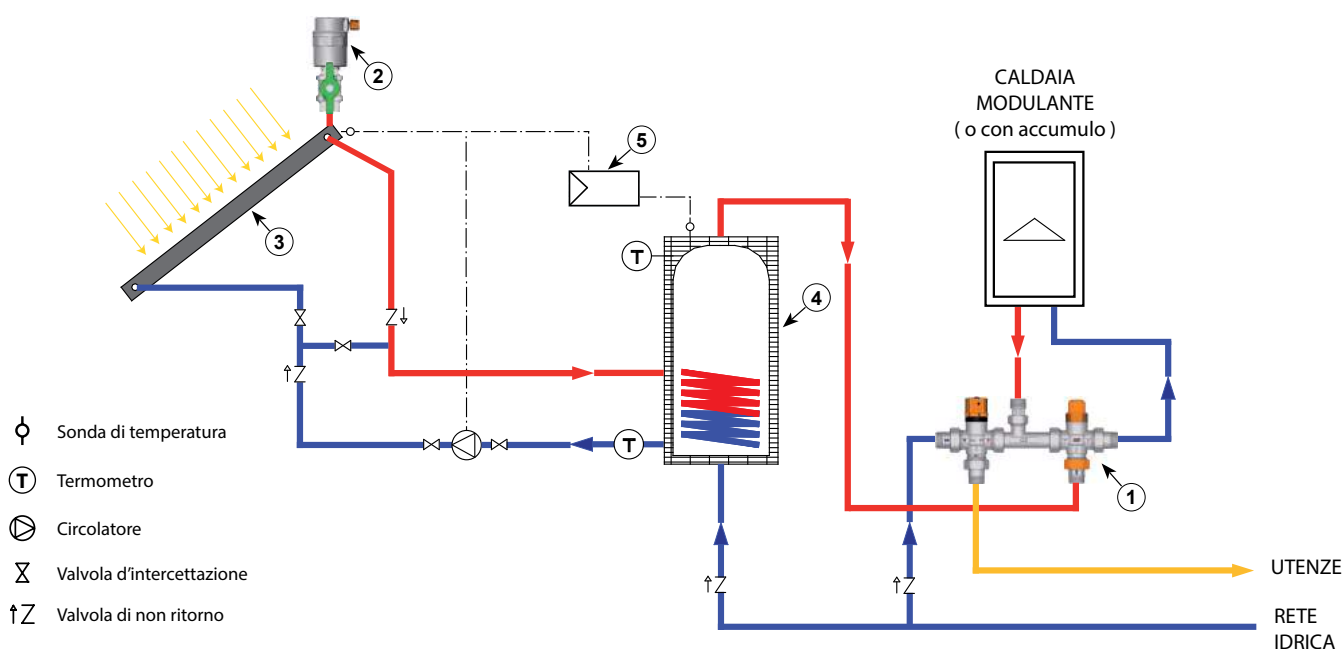 2
CALDAIA
MODULANTE
( o con accumulo )
5
3
T
4
Sonda di temperatura
T
Termometro
T
1
Circolatore
Valvola d'intercettazione
UTENZE
Valvola di non ritorno
RETE
IDRICA